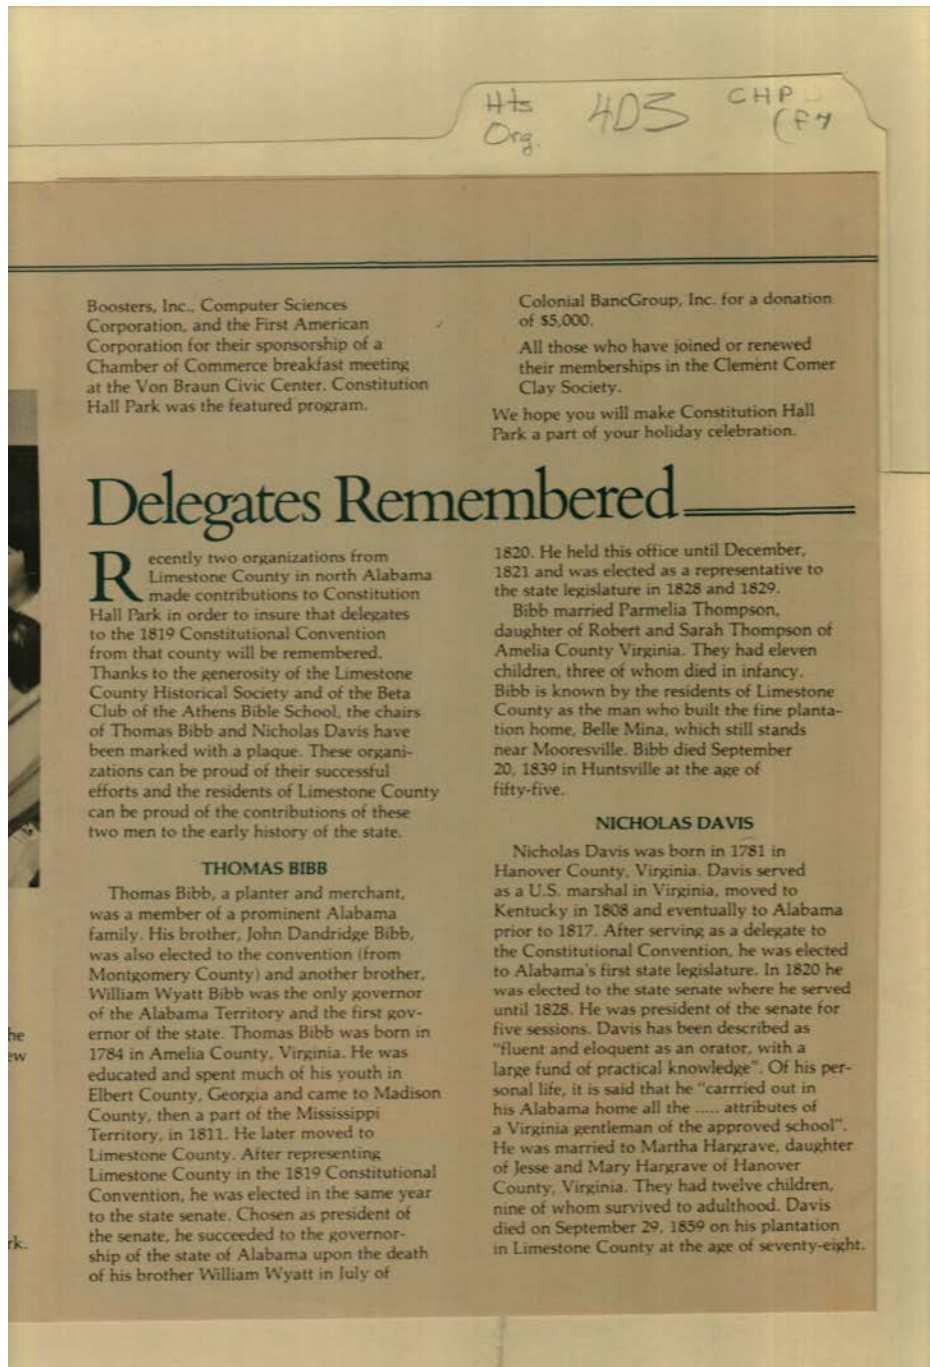 Hts
Org.
403
CHP
Boosters, Inc., Computer Sciences
Corporation, and the First American
Corporation for their sponsorship of a
Chamber of Commerce breakfast meeting
at the Von Braun Civic Center. Constitution
Hall Park was the featured program.
Colonial BancGroup, Inc. for a donation
of $5,000.
All those who have joined or renewed
their memberships in the Clement Comer
Clay Society.
We hope you will make Constitution Hall
Park a part of your holiday celebration.
Delegates Remembered
Recently two organizations from
Limestone County in north Alabama
made contributions to Constitution
Hall Park in order to insure that delegates
to the 1819 Constitutional Convention
from that county will be remembered.
Thanks to the generosity of the Limestone
County Historical Society and of the Beta
Club of the Athens Bible School, the chairs
of Thomas Bibb and Nicholas Davis have
been marked with a plaque. These organi-
zations can be proud of their successful
efforts and the residents of Limestone County
can be proud of the contributions of these
two men to the early history of the state.
THOMAS BIBB
Thomas Bibb, a planter and merchant,
was a member of a prominent Alabama
family. His brother, John Dandridge Bibb,
was also elected to the convention (from
Montgomery County) and another brother,
William Wyatt Bibb was the only governor
of the Alabama Territory and the first gov-
ernor of the state. Thomas Bibb was born in
1784 in Amelia County, Virginia. He was
educated and spent much of his youth in
Elbert County, Georgia and came to Madison
County, then a part of the Mississippi
Territory, in 1811. He later moved to
Limestone County. After representing
Limestone County in the 1819 Constitutional
Convention, he was elected in the same year
to the state senate. Chosen as president of
the senate, he succeeded to the governor-
ship of the state of Alabama upon the death
of his brother William Wyatt in July of
1820. He held this office until December,
1821 and was elected as a representative to
the state legislature in 1828 and 1829.
Bibb married Parmelia Thompson,
daughter of Robert and Sarah Thompson of
Amelia County Virginia. They had eleven
children, three of whom died in infancy.
Bibb is known by the residents of Limestone
County as the man who built the fine planta-
tion home, Belle Mina, which still stands
near Mooresville. Bibb died September
20, 1839 in Huntsville at the age of
fifty-five.
NICHOLAS DAVIS
Nicholas Davis was born in 1781 in
Hanover County, Virginia. Davis served
as a U.S. marshal in Virginia, moved to
Kentucky in 1808 and eventually to Alabama
prior to 1817. After serving as a delegate to
the Constitutional Convention, he was elected
to Alabama's first state legislature. In 1820 he
was elected to the state senate where he served
until 1828. He was president of the senate for
five sessions. Davis has been described as
"fluent and eloquent as an orator, with a
large fund of practical knowledge". Of his per-
sonal life, it is said that he "carrried out in
his Alabama home all the ..... attributes of
a Virginia gentleman of the approved school".
He was married to Martha Hargrave, daughter
of Jesse and Mary Hargrave of Hanover
County, Virginia. They had twelve children,
nine of whom survived to adulthood. Davis
died on September 29, 1859 on his plantation
in Limestone County at the age of seventy-eight.